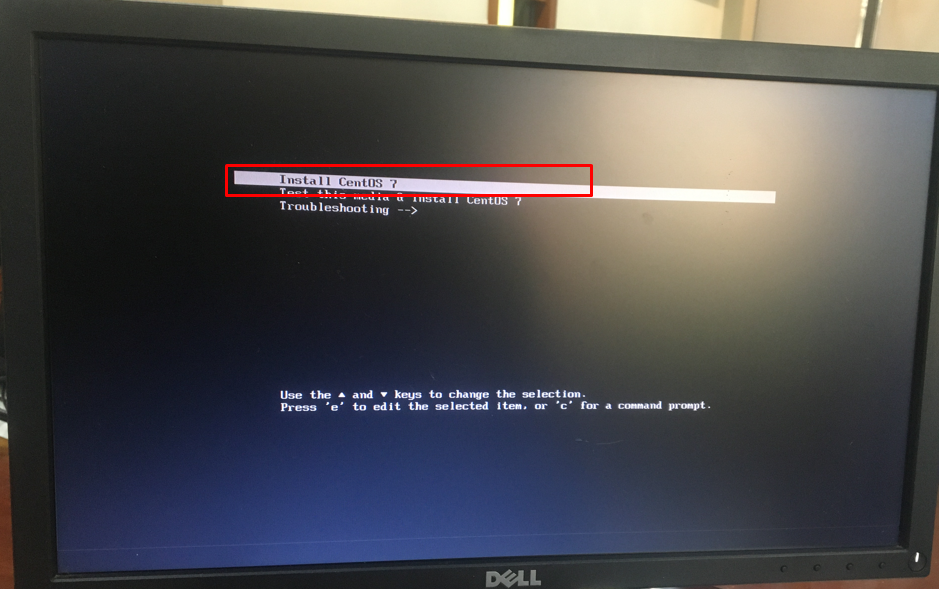 Install CentOS 7
Test this media & install CentOS 7
Troubleshooting -->
Use the ▲ and ▼ keys to change the selection.
Press 'e' to edit the selected item, or 'c' for a command prompt.
DELL